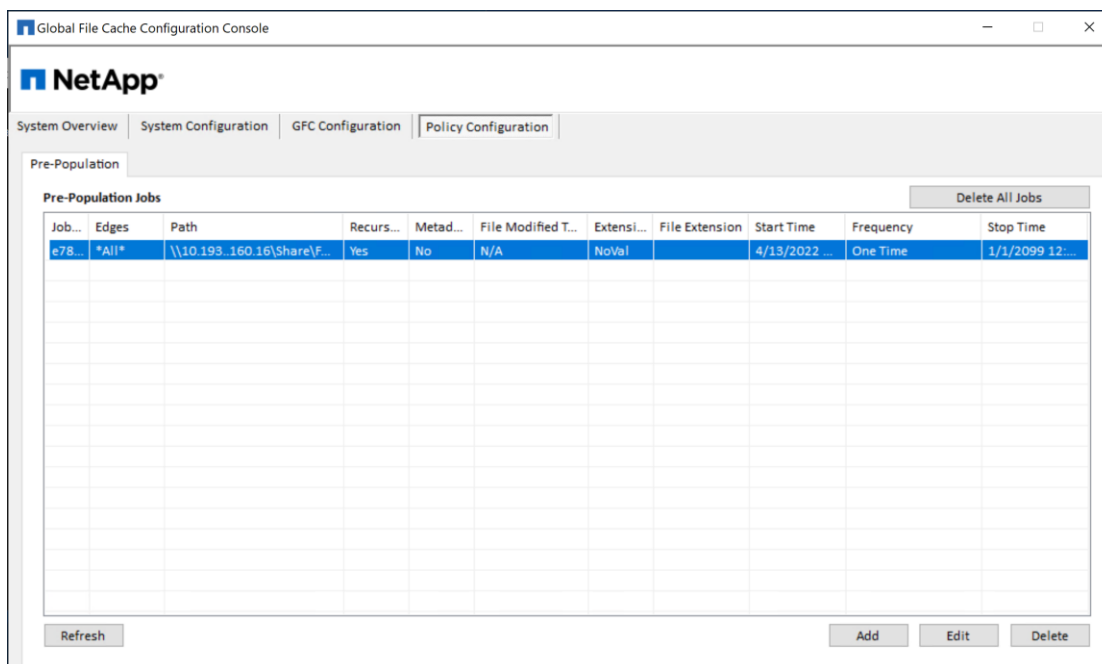 Global File Cache Configuration Console
NetApp®
System Overview System Configuration GFC Configuration Policy Configuration
Pre-Population
Pre-Population Jobs Delete All Jobs
Job... Edges Path Recurs... Metad... File Modified T... Extensi... File Extension Start Time Frequency Stop Time
e78... *All* \\10.193..160.16\Share\F... Yes No N/A NoVal 4/13/2022 ... One Time 1/1/2099 12:...
Refresh Add Edit Delete